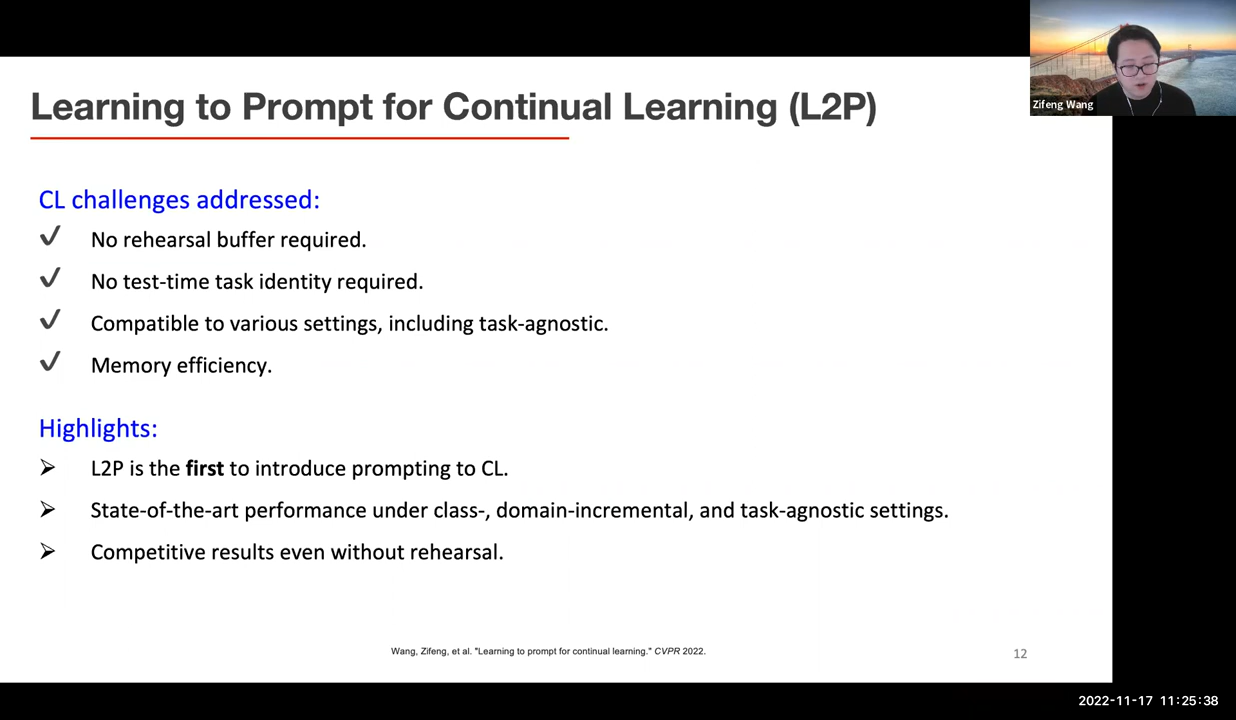 Learning to Prompt for Continual Learning (L2P)
Zifeng Wang
CL challenges addressed:
✓ No rehearsal buffer required.
✓ No test-time task identity required.
✓ Compatible to various settings, including task-agnostic.
✓ Memory efficiency.
Highlights:
➢ L2P is the first to introduce prompting to CL.
➢ State-of-the-art performance under class-, domain-incremental, and task-agnostic settings.
➢ Competitive results even without rehearsal.
Wang, Zifeng, et al. "Learning to prompt for continual learning." CVPR 2022.
12
2022-11-17 11:25:38